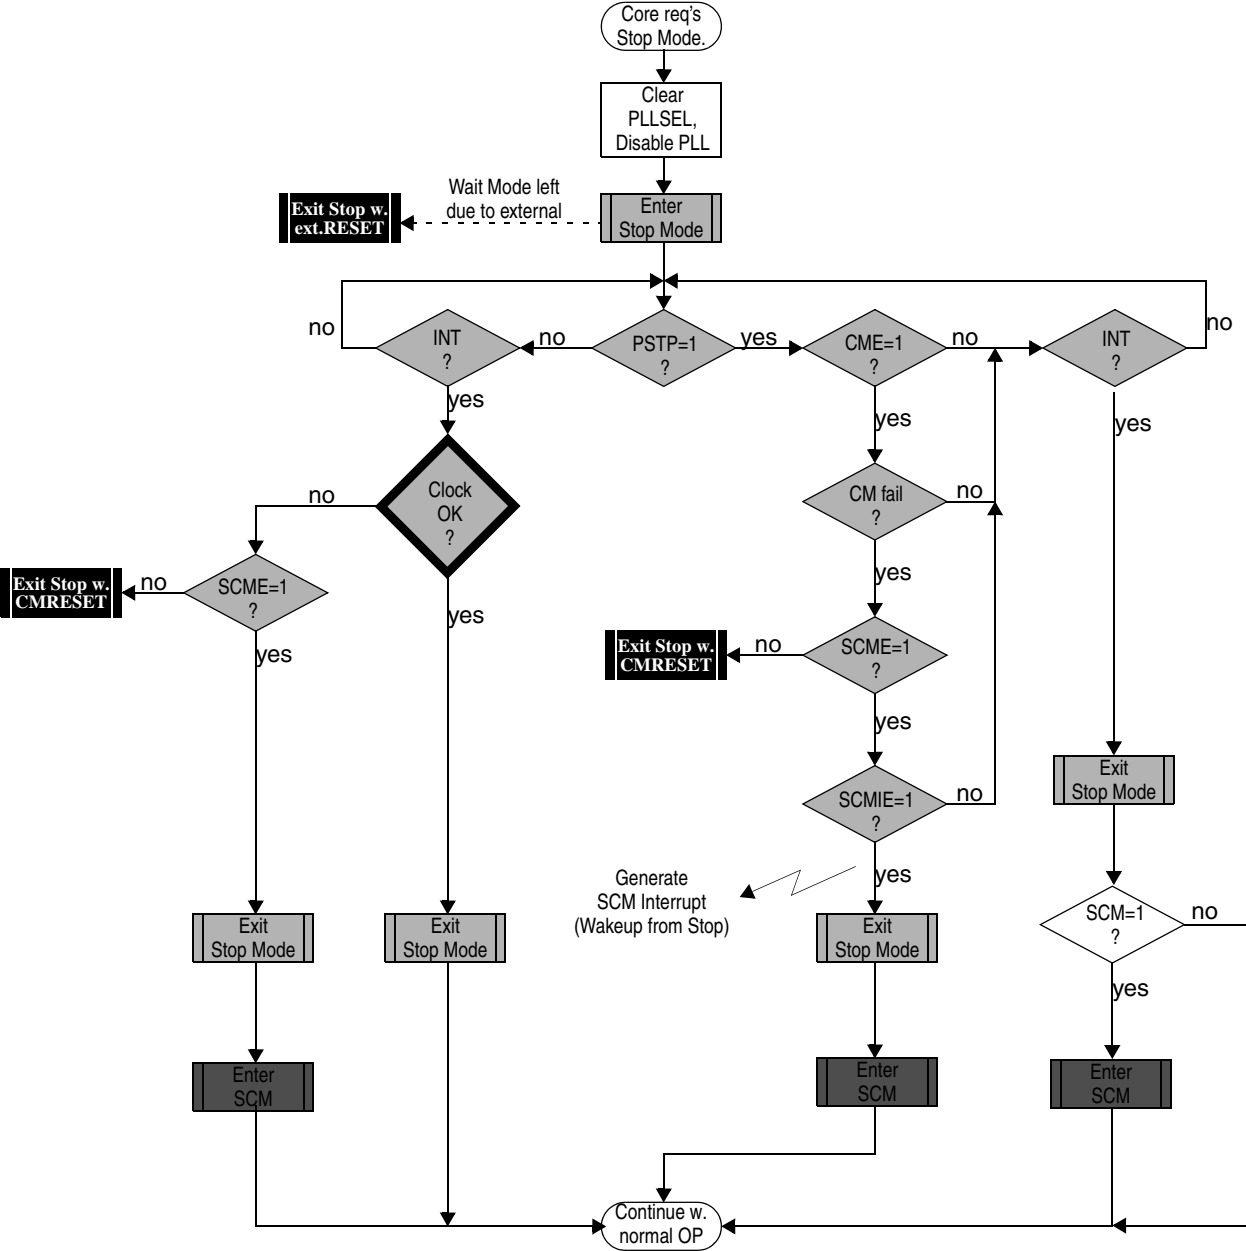 Core req's
Stop Mode.
Clear
PLLSEL,
Disable PLL
Wait Mode left
due to external
Exit Stop w.
ext.RESET
Enter
Stop Mode
no
INT
?
no
PSTP=1
?
yes
CME=1
?
no
INT
?
no
yes
yes
yes
Clock
OK
?
no
CM fail
?
no
yes
Exit Stop w.
CMRESET
no
SCME=1
?
yes
yes
Exit Stop w.
CMRESET
no
SCME=1
?
yes
SCMIE=1
?
no
Exit
Stop Mode
Generate
SCM Interrupt
(Wakeup from Stop)
yes
Exit
Stop Mode
Exit
Stop Mode
Exit
Stop Mode
SCM=1
?
no
yes
Enter
SCM
Enter
SCM
Enter
SCM
Continue w.
normal OP